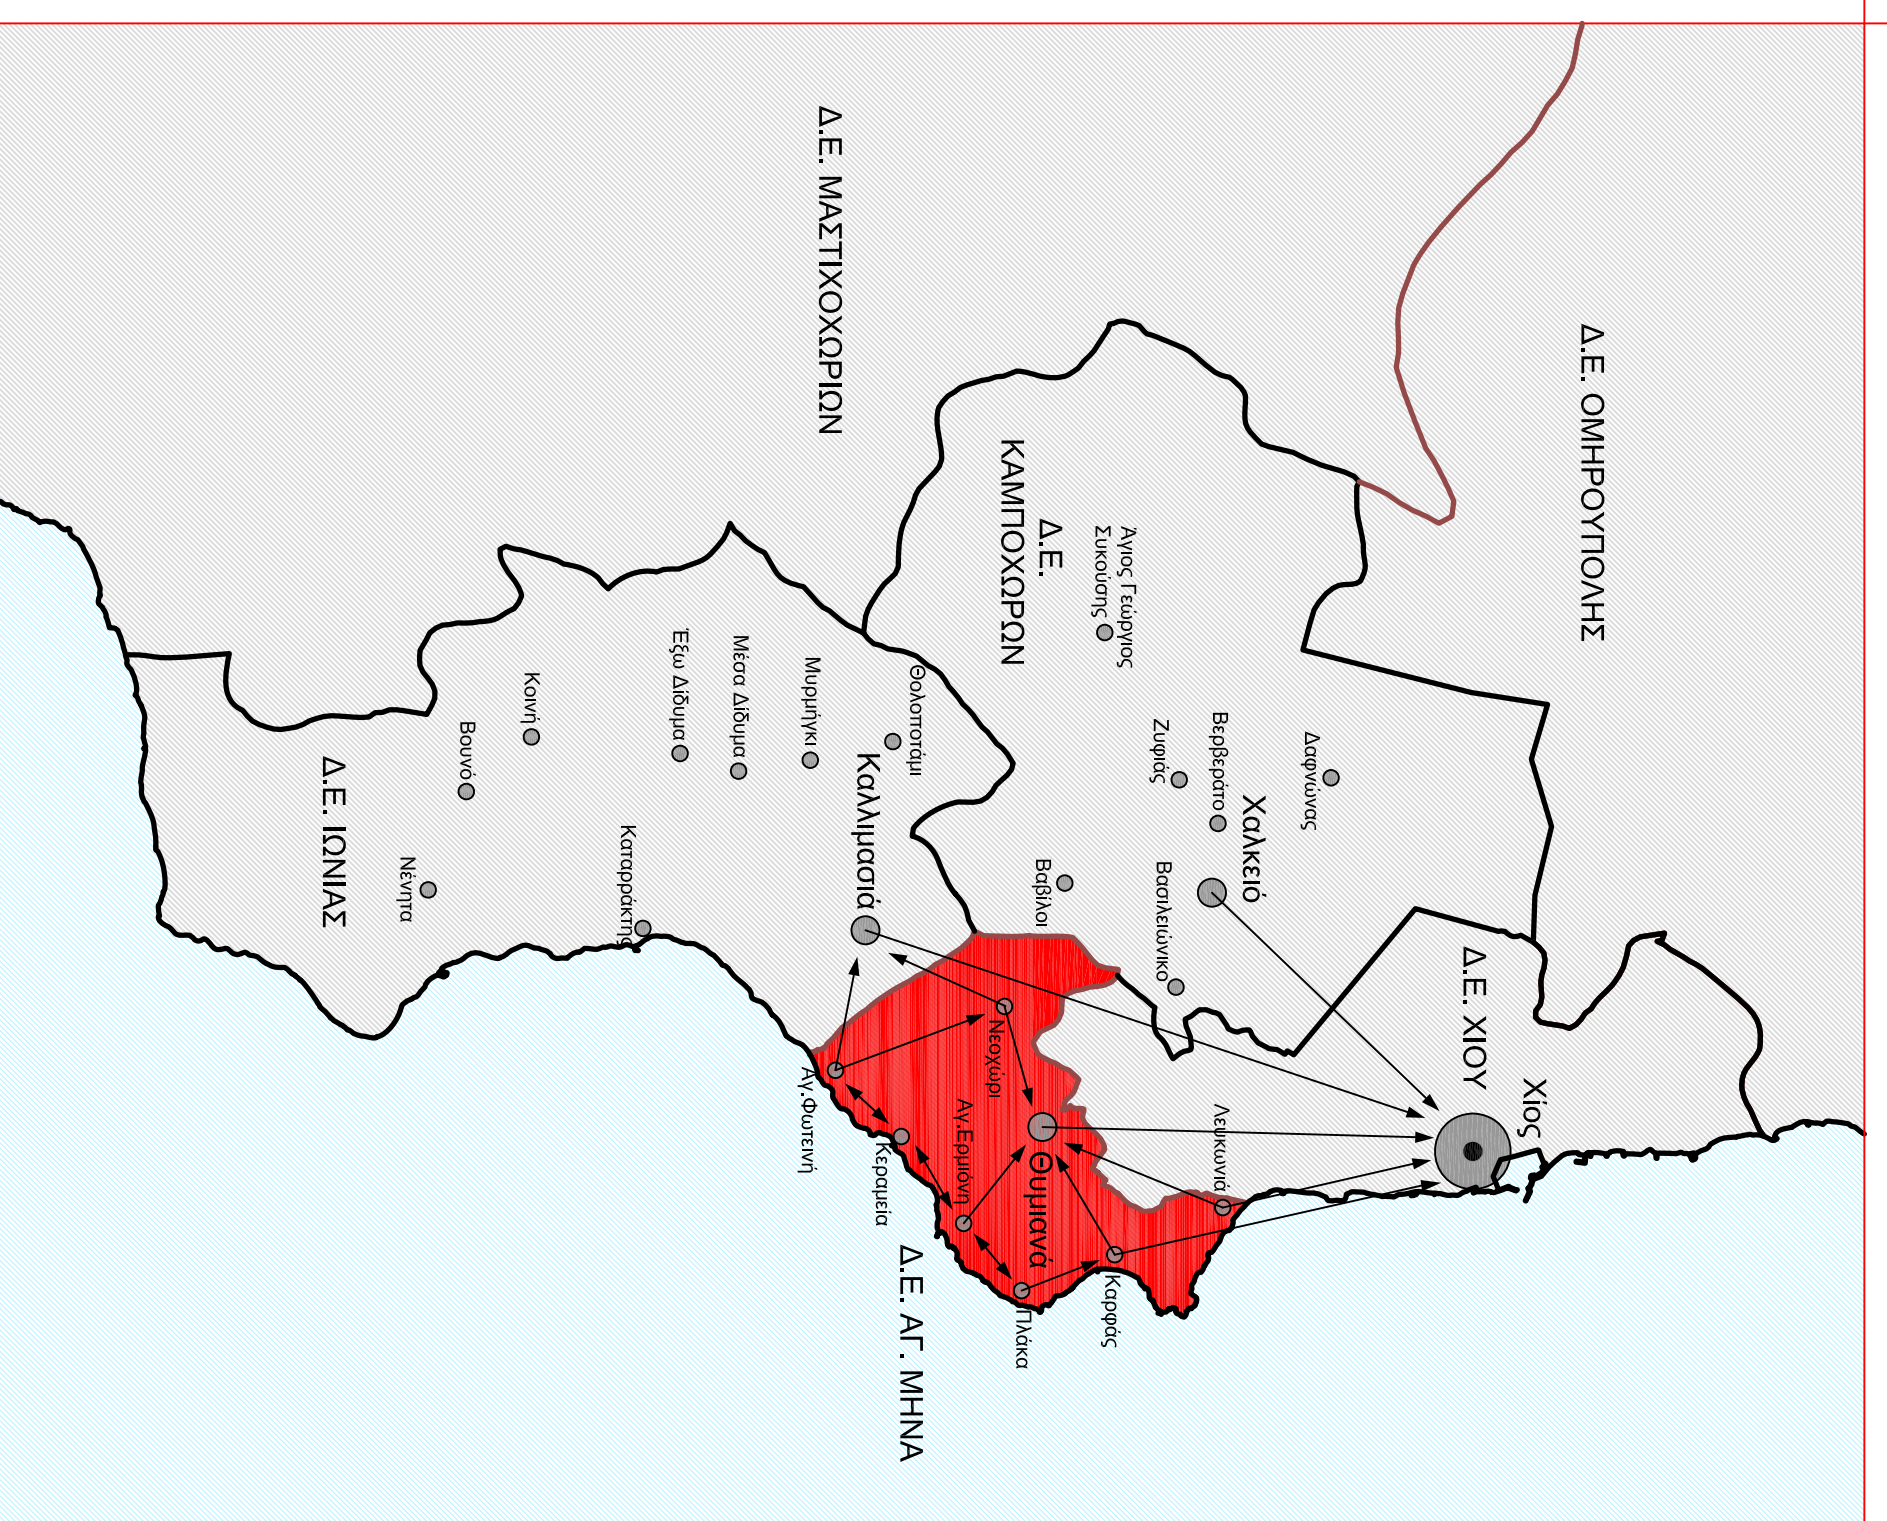 Δ.Ε. ΟΜΗΡΟΥΠΟΛΗΣ
Δ.Ε. ΧΙΟΥ
Χίος
Δαφνώνας
Χαλκειό
Βερβεράτο
Ζυφιάς
Βασιλειώνικο
Λευκωνιά
Άγιος Γεώργιος
Συκούσης
Δ.Ε.
ΚΑΜΠΟΧΩΡΩΝ
Βαβίλοι
Καρφάς
Θυμιανά
Πλάκα
Νεοχώρι
Αγ.Ερμιόνη
Θολοποτάμι
Δ.Ε. ΑΓ. ΜΗΝΑ
Κεραμεία
Καλλιμασιά
Δ.Ε. ΜΑΣΤΙΧΟΧΩΡΙΩΝ
Μυρμήγκι
Αγ.Φωτεινή
Μέσα Δίδυμα
Έξω Δίδυμα
Καταρράκτης
Κοινή
Βουνό
Νένητα
Δ.Ε. ΙΩΝΙΑΣ